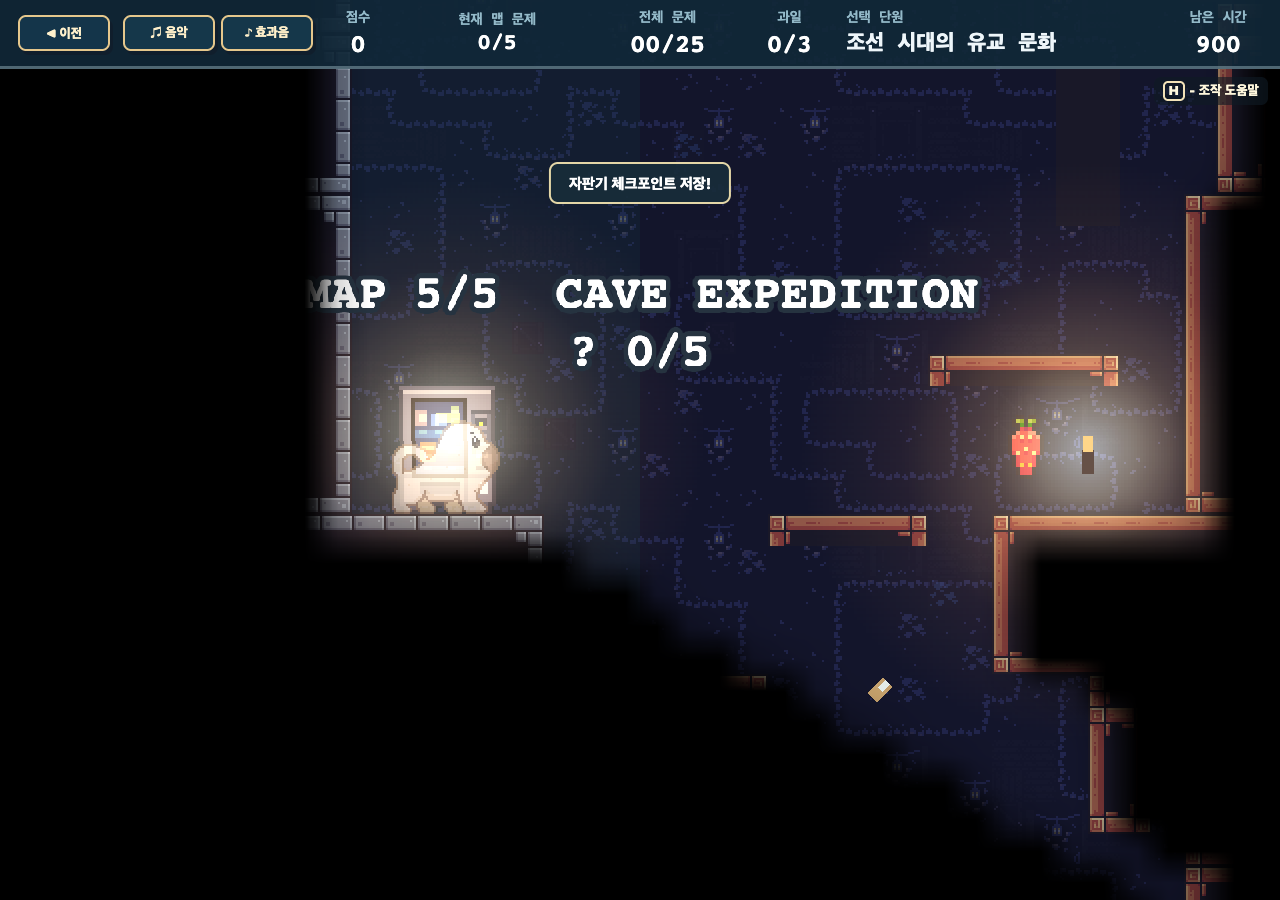 ◀ 이전
♫ 음악
♪ 효과음
점수
0
현재 맵 문제
0/5
전체 문제
00/25
과일
0/3
선택 단원
조선 시대의 유교 문화
남은 시간
900
H - 조작 도움말
자판기 체크포인트 저장!
MAP 5/5 CAVE EXPEDITION
? 0/5